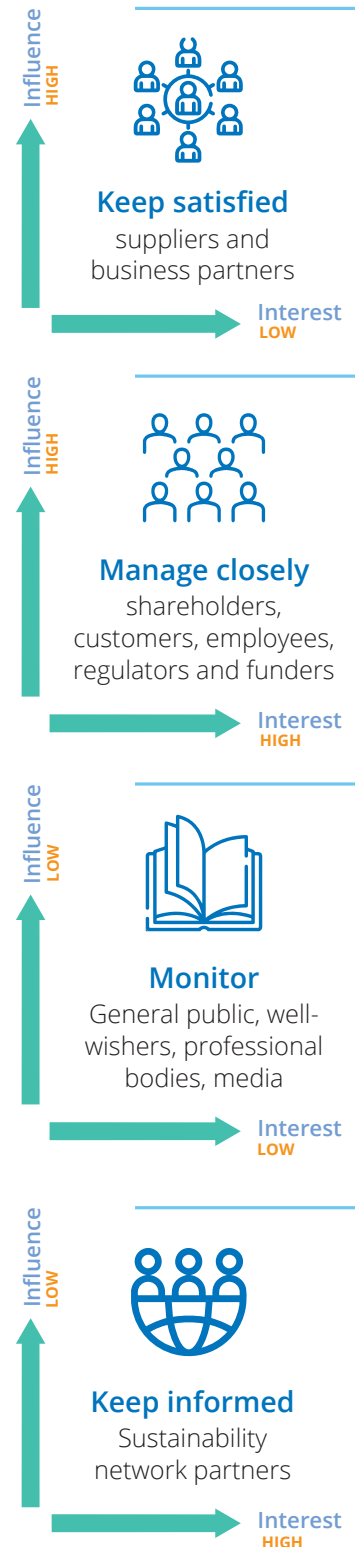 Influence
HIGH
Keep satisfied
suppliers and
business partners
Interest
LOW
Influence
HIGH
Manage closely
shareholders,
customers, employees,
regulators and funders
Interest
HIGH
Influence
LOW
Monitor
General public, well-
wishers, professional
bodies, media
Interest
LOW
Influence
LOW
Keep informed
Sustainability
network partners
Interest
HIGH